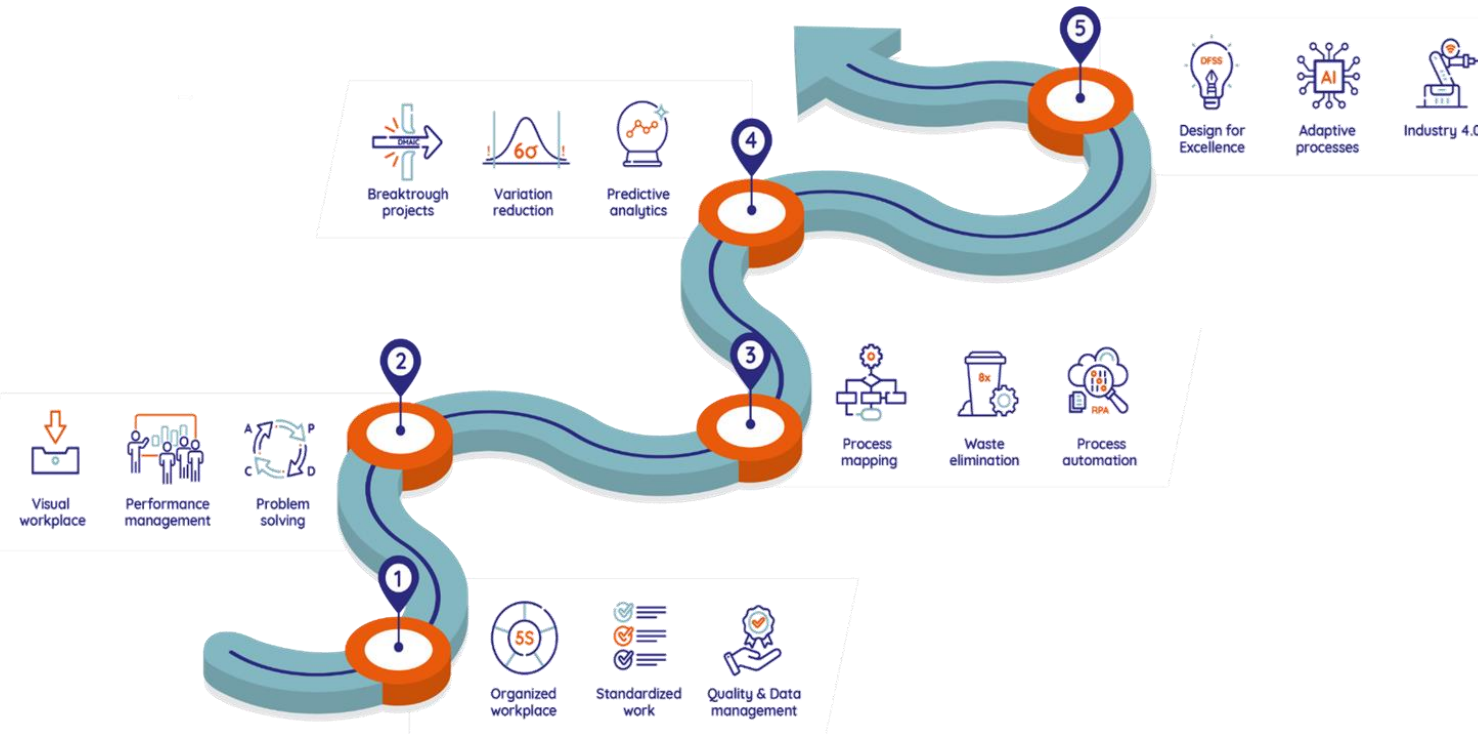 5
DFSS
AI
Design for
Excellence
Adaptive
processes
Industry 4.0
4
DMAIC
! 6σ !
Breaktrough
projects
Variation
reduction
Predictive
analytics
3
8x
RPA
Process
mapping
Waste
elimination
Process
automation
2
A P
C D
Visual
workplace
Performance
management
Problem
solving
1
5S
Organized
workplace
Standardized
work
Quality & Data
management